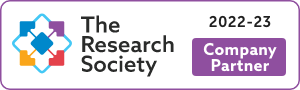 The
Research
Society
2022-23
Company
Partner